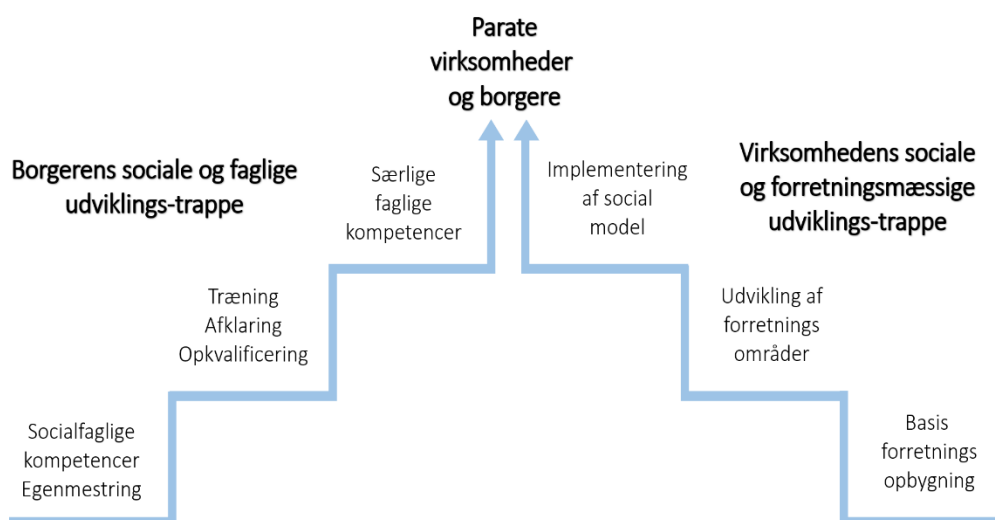 Parate
virksomheder
og borgere
Borgerens sociale og faglige
udviklings-trappe
Særlige
faglige
kompetencer
Implementering
af social
model
Virksomhedens sociale
og forretningsmæssige
udviklings-trappe
Træning
Afklaring
Opkvalificering
Udvikling af
forretnings
områder
Socialfaglige
kompetencer
Egenmestring
Basis
forretnings
opbygning